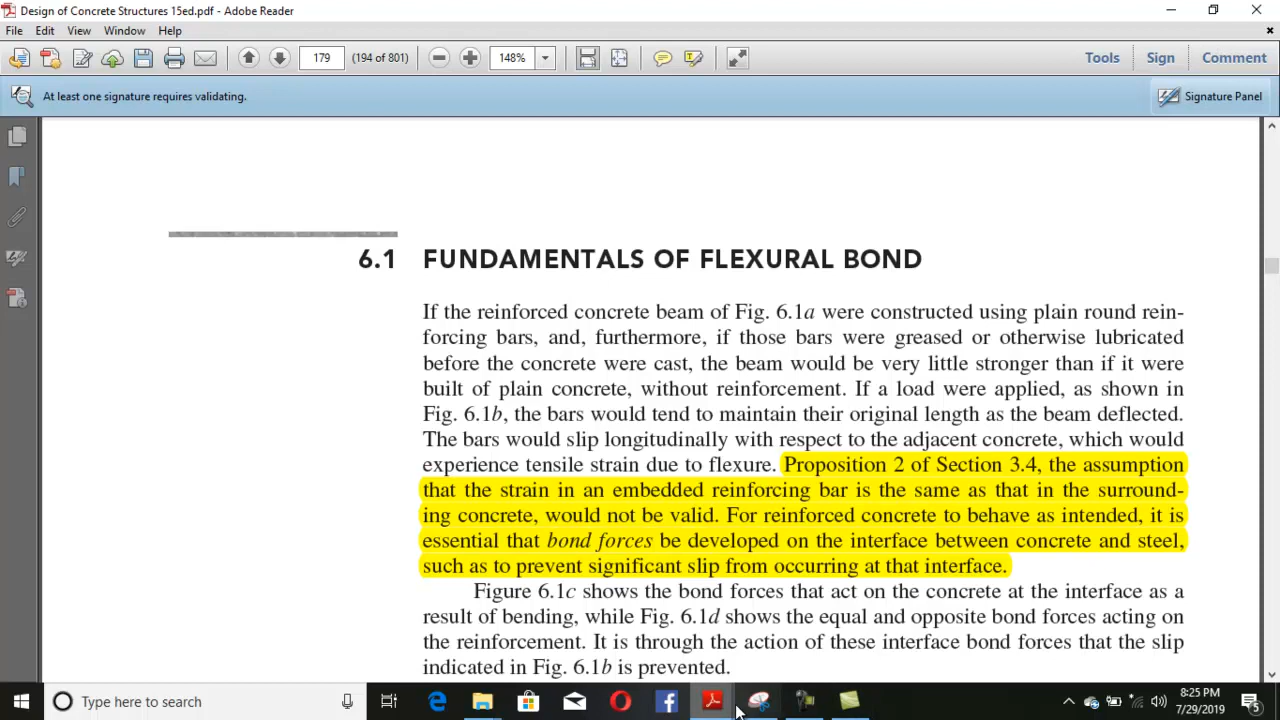 Design of Concrete Structures 15ed.pdf - Adobe Reader
File Edit View Window Help
179 (194 of 801) 148% Tools Sign Comment
At least one signature requires validating. Signature Panel
6.1 FUNDAMENTALS OF FLEXURAL BOND
If the reinforced concrete beam of Fig. 6.1a were constructed using plain round rein-
forcing bars, and, furthermore, if those bars were greased or otherwise lubricated
before the concrete were cast, the beam would be very little stronger than if it were
built of plain concrete, without reinforcement. If a load were applied, as shown in
Fig. 6.1b, the bars would tend to maintain their original length as the beam deflected.
The bars would slip longitudinally with respect to the adjacent concrete, which would
experience tensile strain due to flexure. Proposition 2 of Section 3.4, the assumption
that the strain in an embedded reinforcing bar is the same as that in the surround-
ing concrete, would not be valid. For reinforced concrete to behave as intended, it is
essential that bond forces be developed on the interface between concrete and steel,
such as to prevent significant slip from occurring at that interface.
Figure 6.1c shows the bond forces that act on the concrete at the interface as a
result of bending, while Fig. 6.1d shows the equal and opposite bond forces acting on
the reinforcement. It is through the action of these interface bond forces that the slip
indicated in Fig. 6.1b is prevented.
Type here to search
8:25 PM
7/29/2019
5